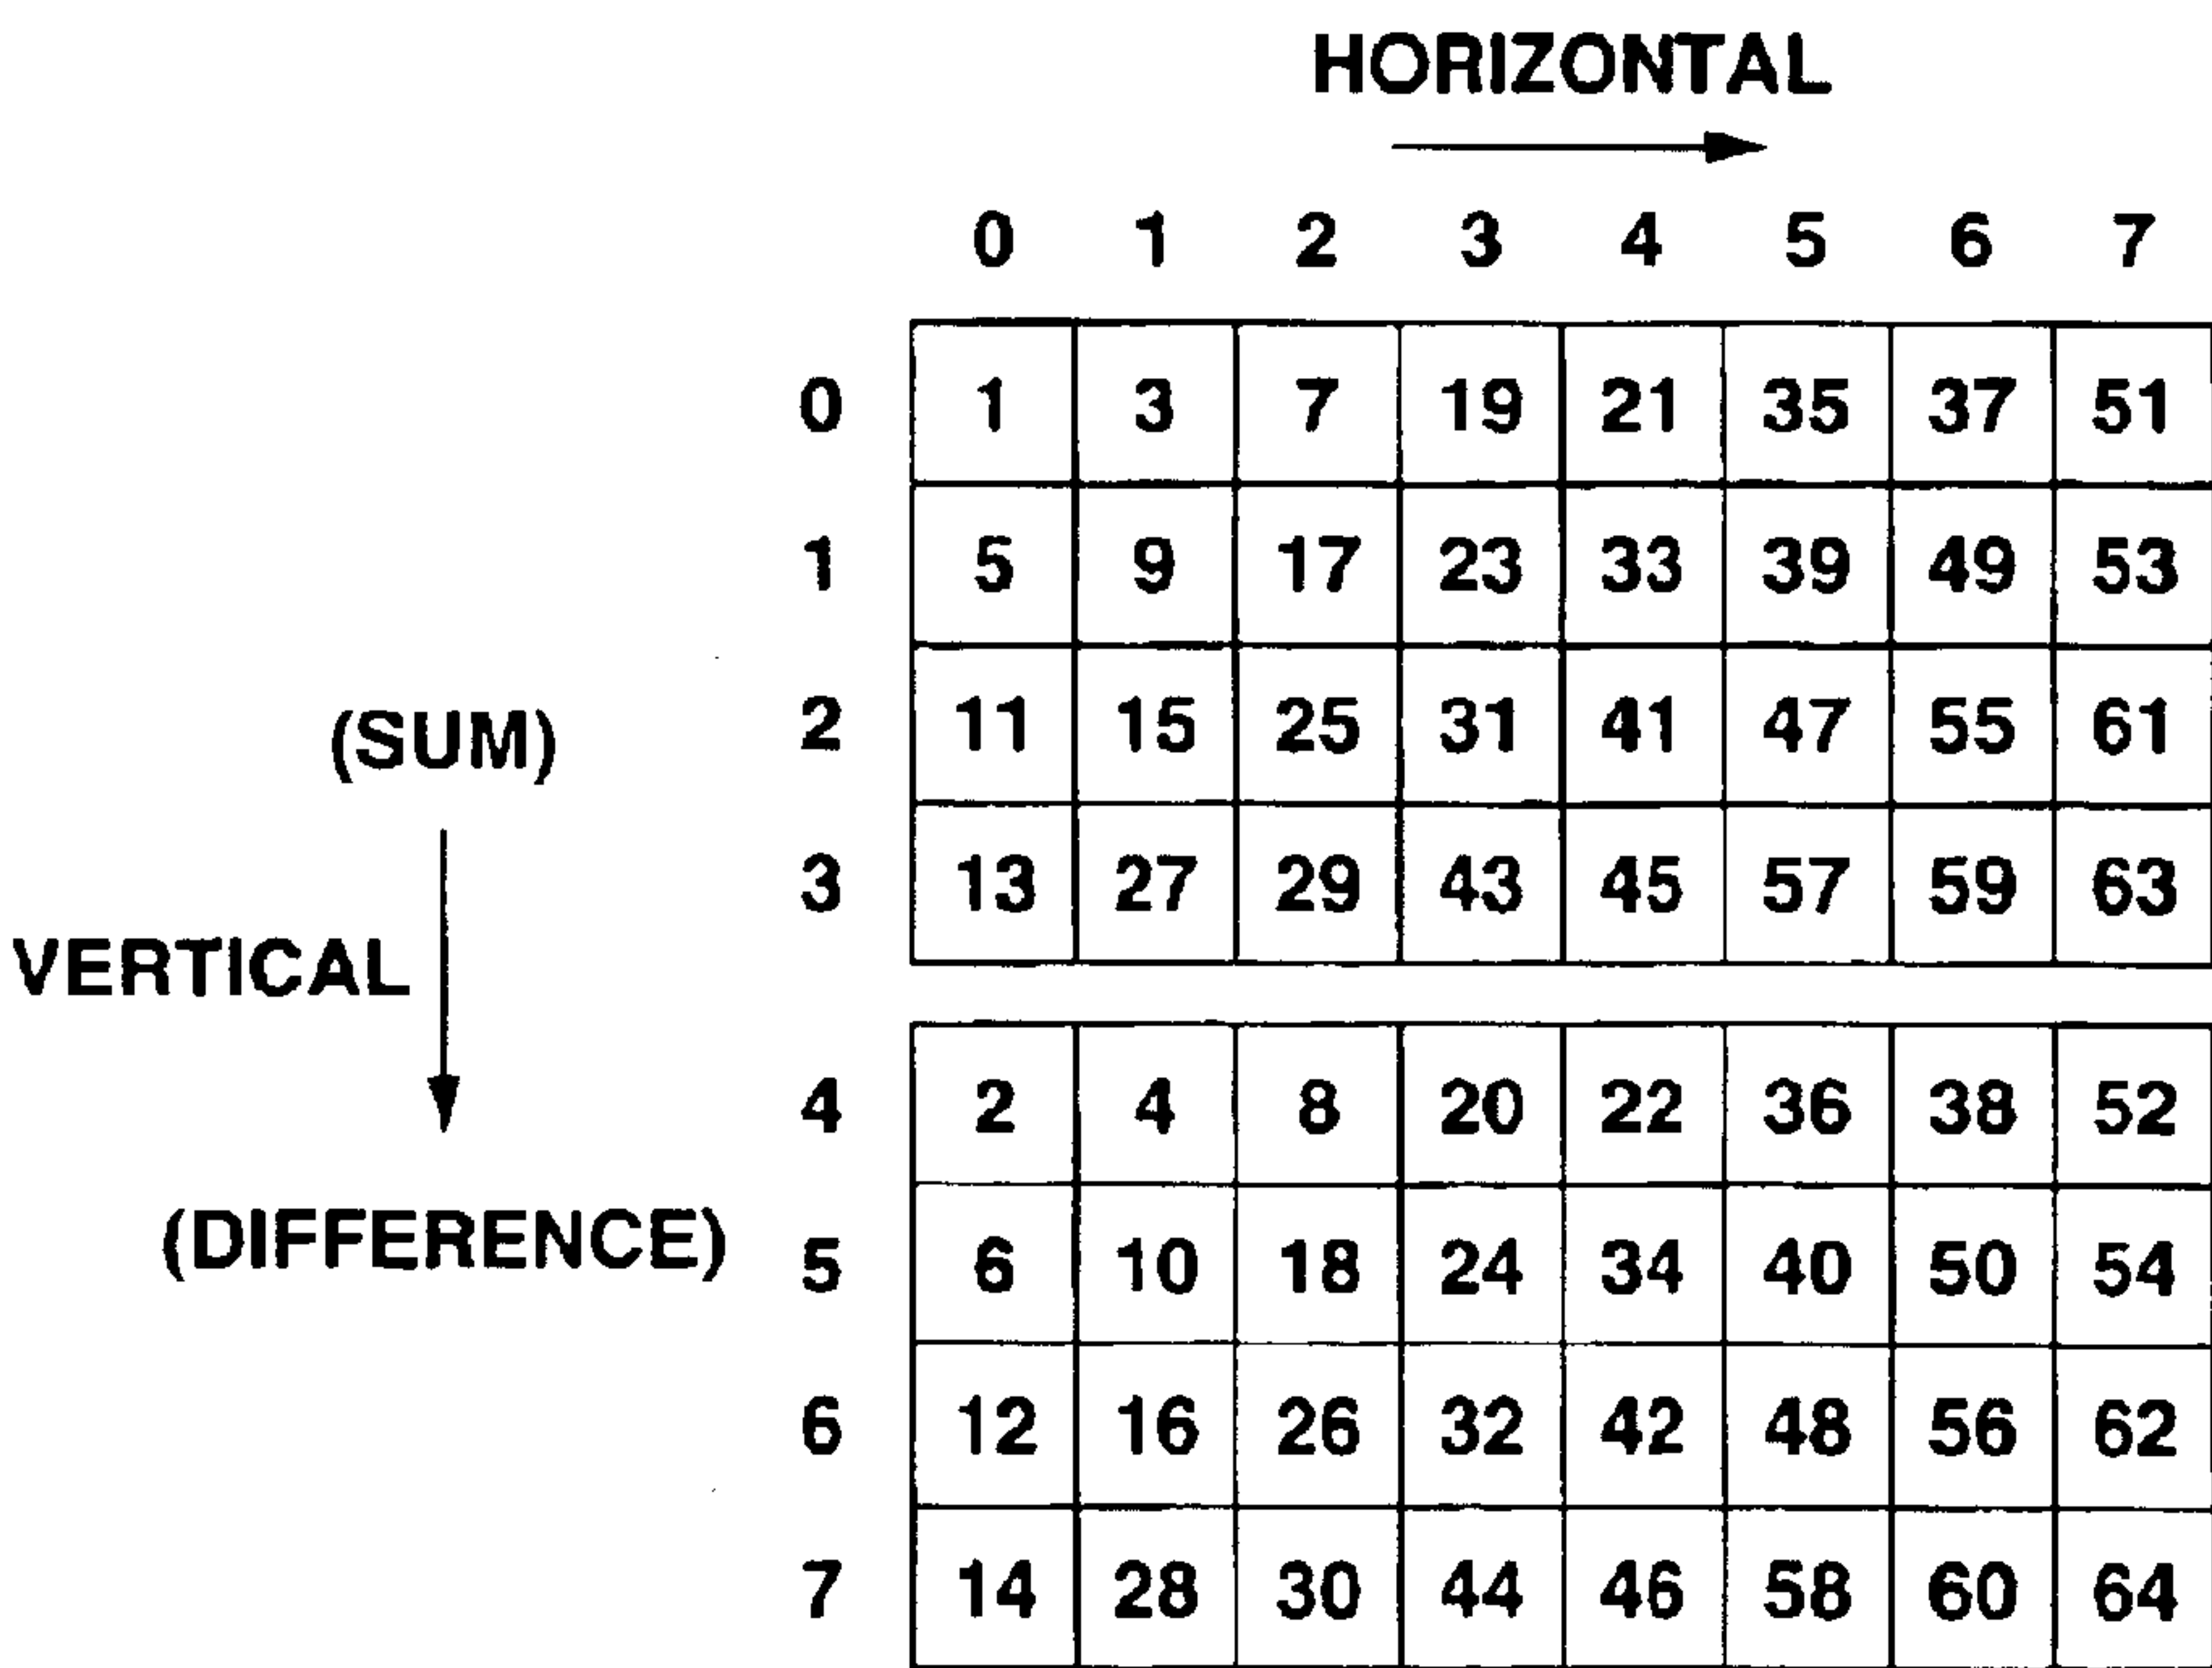 HORIZONTAL
0 1 2 3 4 5 6 7
0 1 3 7 19 21 35 37 51
1 5 9 17 23 33 39 49 53
(SUM) 2 11 15 25 31 41 47 55 61
3 13 27 29 43 45 57 59 63
VERTICAL
4 2 4 8 20 22 36 38 52
(DIFFERENCE) 5 6 10 18 24 34 40 50 54
6 12 16 26 32 42 48 56 62
7 14 28 30 44 46 58 60 64